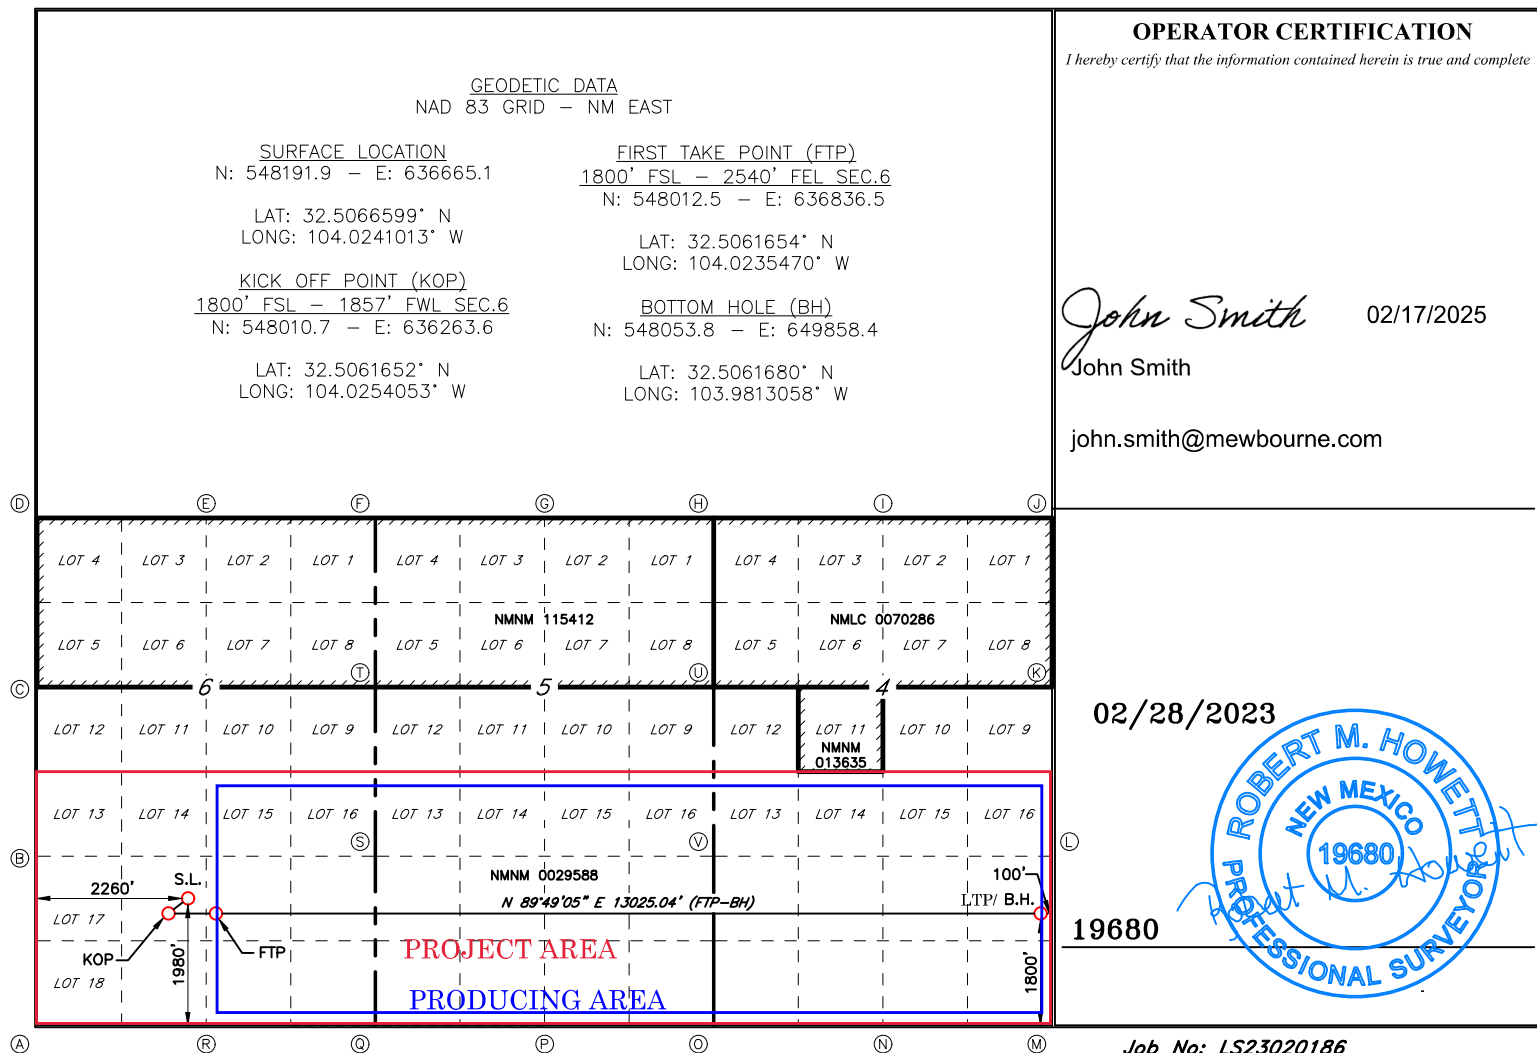 GEODETIC DATA
NAD 83 GRID – NM EAST
SURFACE LOCATION
N: 548191.9 – E: 636665.1
LAT: 32.5066599° N
LONG: 104.0241013° W
KICK OFF POINT (KOP)
1800' FSL – 1857' FWL SEC.6
N: 548010.7 – E: 636263.6
LAT: 32.5061652° N
LONG: 104.0254053° W
FIRST TAKE POINT (FTP)
1800' FSL – 2540' FEL SEC.6
N: 548012.5 – E: 636836.5
LAT: 32.5061654° N
LONG: 104.0235470° W
BOTTOM HOLE (BH)
N: 548053.8 – E: 649858.4
LAT: 32.5061680° N
LONG: 103.9813058° W
OPERATOR CERTIFICATION
I hereby certify that the information contained herein is true and complete
John Smith 02/17/2025
John Smith
john.smith@mewbourne.com
D E F G H I J
LOT 4 LOT 3 LOT 2 LOT 1 LOT 4 LOT 3 LOT 2 LOT 1 LOT 4 LOT 3 LOT 2 LOT 1
NMNM 115412 NMLC 0070286
LOT 5 LOT 6 LOT 7 LOT 8 LOT 5 LOT 6 LOT 7 LOT 8 LOT 5 LOT 6 LOT 7 LOT 8
T U K
C 6 5 4
LOT 12 LOT 11 LOT 10 LOT 9 LOT 12 LOT 11 LOT 10 LOT 9 LOT 12 LOT 11 LOT 10 LOT 9
NMNM
013635
LOT 13 LOT 14 LOT 15 LOT 16 LOT 13 LOT 14 LOT 15 LOT 16 LOT 13 LOT 14 LOT 15 LOT 16
B S V L
NMNM 0029588
2260' S.L. 100'
N 89°49'05" E 13025.04' (FTP-BH) LTP/ B.H.
LOT 17
KOP FTP PROJECT AREA
LOT 18 1980' 1800'
PRODUCING AREA
A R Q P O N M
02/28/2023
ROBERT M. HOWETT
NEW MEXICO
19680
PROFESSIONAL SURVEYOR
Robert M. Howett
19680
Job No: LS23020186